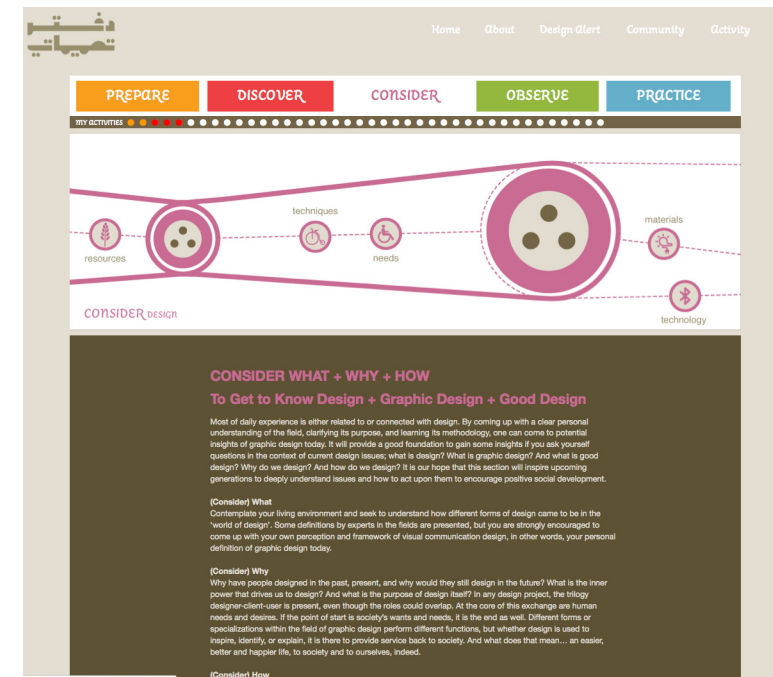 دفتر
تصميمات
Home About Design Alert Community Activity
PREPARE DISCOVER CONSIDER OBSERVE PRACTICE
MY ACTIVITIES
techniques
materials
resources
needs
CONSIDER DESIGN
technology
CONSIDER WHAT + WHY + HOW
To Get to Know Design + Graphic Design + Good Design
Most of daily experience is either related to or connected with design. By coming up with a clear personal
understanding of the field, clarifying its purpose, and learning its methodology, one can come to potential
insights of graphic design today. It will provide a good foundation to gain some insights if you ask yourself
questions in the context of current design issues; what is design? What is graphic design? And what is good
design? Why do we design? And how do we design? It is our hope that this section will inspire upcoming
generations to deeply understand issues and how to act upon them to encourage positive social development.
(Consider) What
Contemplate your living environment and seek to understand how different forms of design came to be in the
‘world of design’. Some definitions by experts in the fields are presented, but you are strongly encouraged to
come up with your own perception and framework of visual communication design, in other words, your personal
definition of graphic design today.
(Consider) Why
Why have people designed in the past, present, and why would they still design in the future? What is the inner
power that drives us to design? And what is the purpose of design itself? In any design project, the trilogy
designer-client-user is present, even though the roles could overlap. At the core of this exchange are human
needs and desires. If the point of start is society’s wants and needs, it is the end as well. Different forms or
specializations within the field of graphic design perform different functions, but whether design is used to
inspire, identify, or explain, it is there to provide service back to society. And what does that mean… an easier,
better and happier life, to society and to ourselves, indeed.
(Consider) How